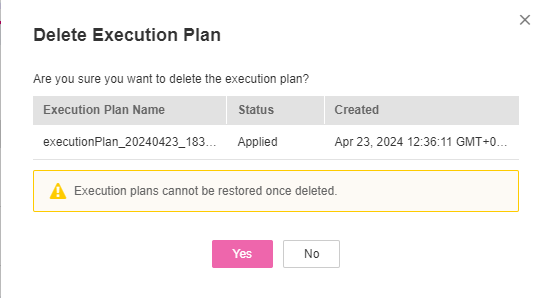 Delete Execution Plan
Are you sure you want to delete the execution plan?
Execution Plan Name Status Created
executionPlan_20240423_183... Applied Apr 23, 2024 12:36:11 GMT+0...
Execution plans cannot be restored once deleted.
Yes No